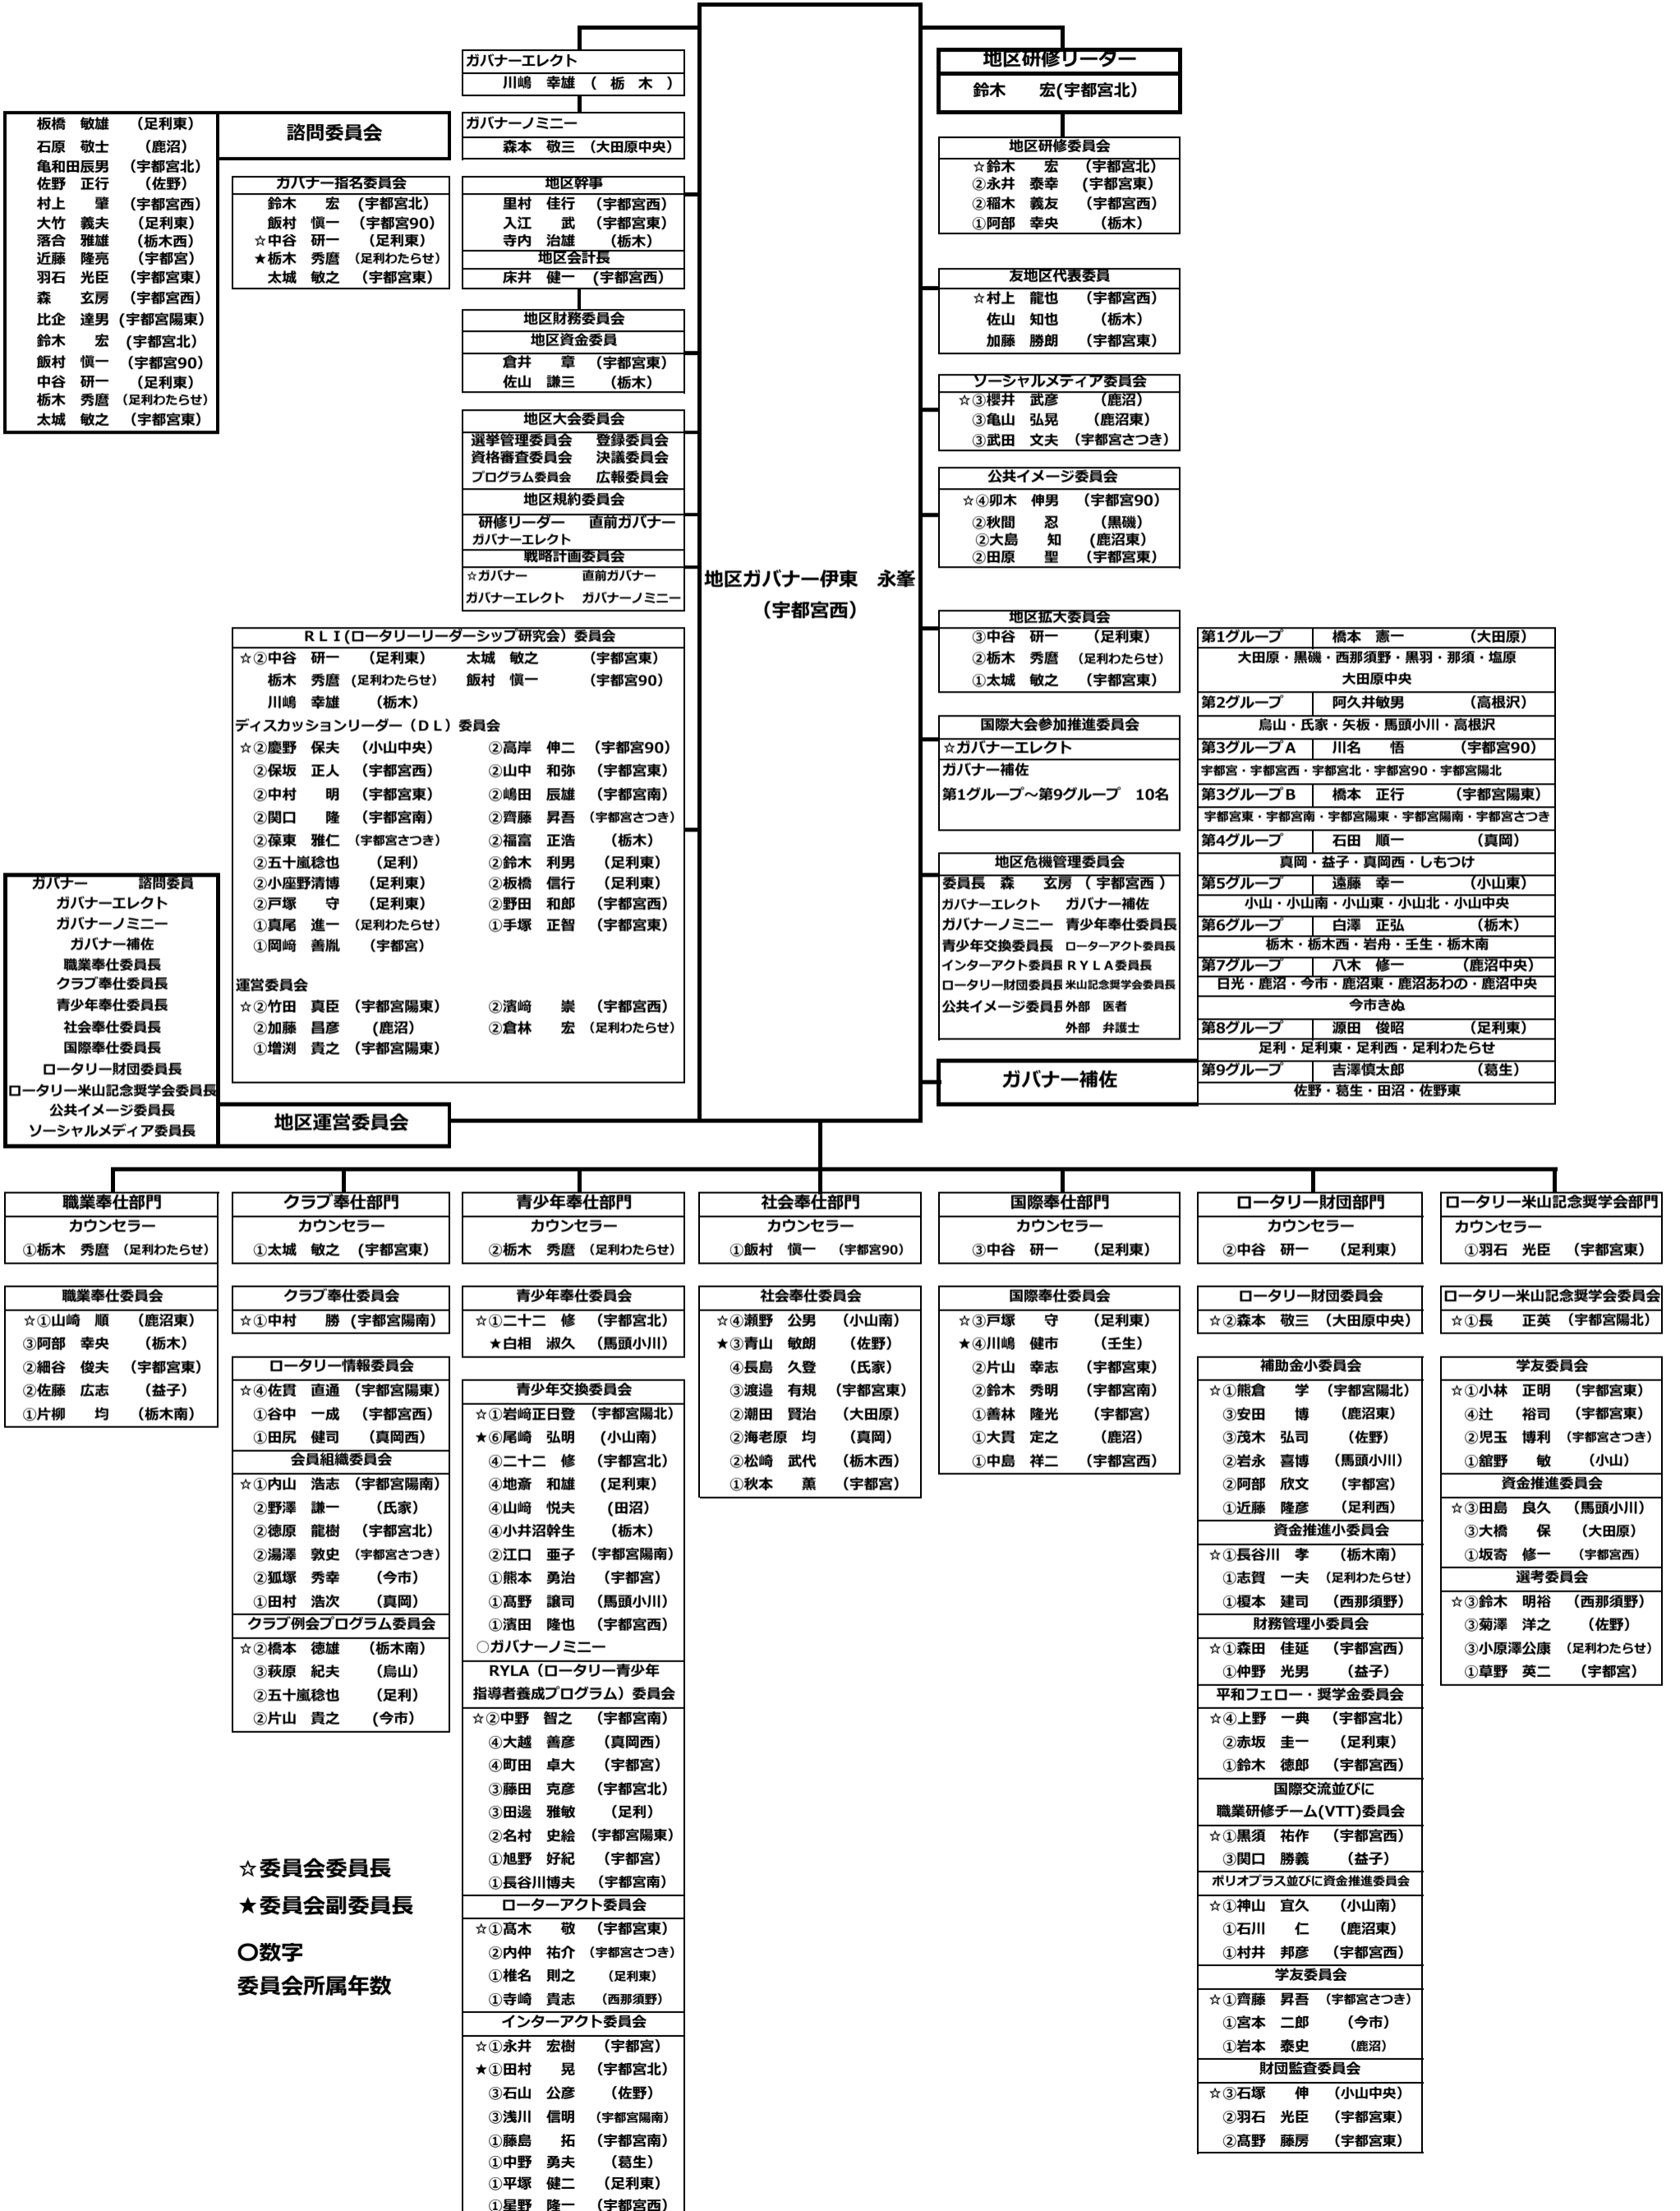 地区ガバナー伊東　永峯
（宇都宮西）
ガバナーエレクト
川嶋　幸雄　（　栃　木　）
ガバナーノミニー
森本　敬三　（大田原中央）
諮問委員会
板橋　敏雄　（足利東）
石原　敬士　（鹿沼）
亀和田辰男　（宇都宮北）
佐野　正行　（佐野）
村上　　肇　（宇都宮西）
大竹　義夫　（足利東）
落合　雅雄　（栃木西）
近藤　隆亮　（宇都宮）
羽石　光臣　（宇都宮東）
森　　玄房　（宇都宮西）
比企　達男　(宇都宮陽東）
鈴木　　宏　(宇都宮北）
飯村　愼一　（宇都宮90）
中谷　研一　（足利東）
栃木　秀麿　（足利わたらせ）
太城　敏之　（宇都宮東）
ガバナー指名委員会
鈴木　　宏　(宇都宮北）
飯村　愼一　（宇都宮90）
☆中谷　研一　（足利東）
★栃木　秀麿　（足利わたらせ）
太城　敏之　（宇都宮東）
地区幹事
里村　佳行　（宇都宮西）
入江　　武　（宇都宮東）
寺内　治雄　（栃木）
地区会計長
床井　健一　(宇都宮西）
地区財務委員会
地区資金委員
倉井　　章　（宇都宮東）
佐山　謙三　（栃木）
地区大会委員会
選挙管理委員会　登録委員会
資格審査委員会　決議委員会
プログラム委員会　広報委員会
地区規約委員会
研修リーダー　直前ガバナー
ガバナーエレクト
戦略計画委員会
☆ガバナー　直前ガバナー
ガバナーエレクト　ガバナーノミニー
ＲＬＩ(ロータリーリーダーシップ研究会）委員会
☆②中谷　研一　（足利東）　太城　敏之　（宇都宮東）
栃木　秀麿　(足利わたらせ）　飯村　愼一　（宇都宮90）
川嶋　幸雄　（栃木）
ディスカッションリーダー（ＤＬ）委員会
☆②慶野　保夫　（小山中央）　②高岸　伸二　（宇都宮90）
②保坂　正人　（宇都宮西）　②山中　和弥　（宇都宮東）
②中村　　明　（宇都宮東）　②嶋田　辰雄　（宇都宮南）
②関口　　隆　（宇都宮南）　②齊藤　昇吾　（宇都宮さつき）
②葆東　雅仁　（宇都宮さつき）　②福富　正浩　（栃木）
②五十嵐稔也　（足利）　②鈴木　利男　（足利東）
②小座野清博　（足利東）　②板橋　信行　（足利東）
②戸塚　　守　（足利東）　②野田　和郎　（宇都宮西）
①真尾　進一　（足利わたらせ）　①手塚　正智　（宇都宮東）
①岡﨑　善胤　（宇都宮）
運営委員会
☆②竹田　真臣　（宇都宮陽東）　②濱﨑　　崇　（宇都宮西）
②加藤　昌彦　(鹿沼）　②倉林　　宏　（足利わたらせ）
①増渕　貴之　（宇都宮陽東）
ガバナー　諮問委員
ガバナーエレクト
ガバナーノミニー
ガバナー補佐
職業奉仕委員長
クラブ奉仕委員長
青少年奉仕委員長
社会奉仕委員長
国際奉仕委員長
ロータリー財団委員長
ロータリー米山記念奨学会委員長
公共イメージ委員長
ソーシャルメディア委員長
地区運営委員会
地区研修リーダー
鈴木　　宏(宇都宮北）
地区研修委員会
☆鈴木　　宏　（宇都宮北）
②永井　泰幸　(宇都宮東）
②稲木　義友　（宇都宮西）
①阿部　幸央　（栃木）
友地区代表委員
☆村上　龍也　（宇都宮西）
佐山　知也　（栃木）
加藤　勝朗　（宇都宮東）
ソーシャルメディア委員会
☆③櫻井　武彦　（鹿沼）
③亀山　弘晃　（鹿沼東）
③武田　文夫　（宇都宮さつき）
公共イメージ委員会
☆④卯木　伸男　（宇都宮90）
②秋間　　忍　（黒磯）
②大島　　知　(鹿沼東）
②田原　　聖　（宇都宮東）
地区拡大委員会
③中谷　研一　（足利東）
②栃木　秀麿　（足利わたらせ）
①太城　敏之　（宇都宮東）
国際大会参加推進委員会
☆ガバナーエレクト
ガバナー補佐
第1グループ～第9グループ　10名
地区危機管理委員会
委員長　森　　玄房　（ 宇都宮西 ）
ガバナーエレクト　ガバナー補佐
ガバナーノミニー　青少年奉仕委員長
青少年交換委員長　ローターアクト委員長
インターアクト委員長　ＲＹＬＡ委員長
ロータリー財団委員長　米山記念奨学会委員長
公共イメージ委員長　外部　医者
外部　弁護士
ガバナー補佐
第1グループ　橋本　憲一　（大田原）
大田原・黒磯・西那須野・黒羽・那須・塩原
大田原中央
第2グループ　阿久井敏男　（高根沢）
烏山・氏家・矢板・馬頭小川・高根沢
第3グループＡ　川名　　悟　（宇都宮90）
宇都宮・宇都宮西・宇都宮北・宇都宮90・宇都宮陽北
第3グループＢ　橋本　正行　（宇都宮陽東）
宇都宮東・宇都宮南・宇都宮陽東・宇都宮陽南・宇都宮さつき
第4グループ　石田　順一　（真岡）
真岡・益子・真岡西・しもつけ
第5グループ　遠藤　幸一　（小山東）
小山・小山南・小山東・小山北・小山中央
第6グループ　白澤　正弘　（栃木）
栃木・栃木西・岩舟・壬生・栃木南
第7グループ　八木　修一　（鹿沼中央）
日光・鹿沼・今市・鹿沼東・鹿沼あわの・鹿沼中央
今市きぬ
第8グループ　源田　俊昭　（足利東）
足利・足利東・足利西・足利わたらせ
第9グループ　吉澤慎太郎　（葛生）
佐野・葛生・田沼・佐野東
職業奉仕部門
カウンセラー
①栃木　秀麿　（足利わたらせ）
職業奉仕委員会
☆①山崎　順　（鹿沼東）
③阿部　幸央　（栃木）
②細谷　俊夫　（宇都宮東）
②佐藤　広志　（益子）
①片柳　　均　（栃木南）
クラブ奉仕部門
カウンセラー
①太城　敏之　(宇都宮東）
クラブ奉仕委員会
☆①中村　　勝　(宇都宮陽南）
ロータリー情報委員会
☆④佐貫　直通　（宇都宮陽東）
①谷中　一成　（宇都宮西）
①田尻　健司　（真岡西）
会員組織委員会
☆①内山　浩志　（宇都宮陽南）
②野澤　謙一　（氏家）
②徳原　龍樹　（宇都宮北）
②湯澤　敦史　（宇都宮さつき）
②狐塚　秀幸　（今市）
①田村　浩次　（真岡）
クラブ例会プログラム委員会
☆②橋本　徳雄　（栃木南）
③萩原　紀夫　（烏山）
②五十嵐稔也　（足利）
②片山　貴之　(今市）
青少年奉仕部門
カウンセラー
②栃木　秀麿　（足利わたらせ）
青少年奉仕委員会
☆①二十二　修　（宇都宮北）
★白相　淑久　（馬頭小川）
青少年交換委員会
☆①岩﨑正日登　（宇都宮陽北）
★⑥尾崎　弘明　(小山南）
④二十二　修　（宇都宮北）
④地斎　和雄　(足利東）
④山﨑　悦夫　(田沼）
④小井沼幹生　（栃木）
②江口　亜子　（宇都宮陽南）
①熊本　勇治　（宇都宮）
①髙野　譲司　（馬頭小川）
①濱田　隆也　（宇都宮西）
○ガバナーノミニー
RYLA（ロータリー青少年
指導者養成プログラム）委員会
☆②中野　智之　（宇都宮南）
④大越　善彦　（真岡西）
④町田　卓大　（宇都宮）
③藤田　克彦　（宇都宮北）
③田邊　雅敏　（足利）
②名村　史絵　（宇都宮陽東）
①旭野　好紀　（宇都宮）
①長谷川博夫　（宇都宮南）
ローターアクト委員会
☆①髙木　　敬　（宇都宮東）
②内仲　祐介　（宇都宮さつき）
①椎名　則之　（足利東）
①寺崎　貴志　（西那須野）
インターアクト委員会
☆①永井　宏樹　（宇都宮）
★①田村　　晃　（宇都宮北）
③石山　公彦　（佐野）
③浅川　信明　（宇都宮陽南）
①藤島　　拓　（宇都宮南）
①中野　勇夫　（葛生）
①平塚　健二　（足利東）
①星野　隆一　（宇都宮西）
社会奉仕部門
カウンセラー
①飯村　愼一　（宇都宮90）
社会奉仕委員会
☆④瀬野　公男　（小山南）
★③青山　敏朗　（佐野）
④長島　久登　（氏家）
③渡邉　有規　（宇都宮東）
②潮田　賢治　（大田原）
②海老原　均　（真岡）
②松崎　武代　（栃木西）
①秋本　　薫　（宇都宮）
国際奉仕部門
カウンセラー
③中谷　研一　（足利東）
国際奉仕委員会
☆③戸塚　　守　（足利東）
★④川嶋　健市　（壬生）
②片山　幸志　（宇都宮東）
②鈴木　秀明　（宇都宮南）
①善林　隆光　（宇都宮）
①大貫　定之　（鹿沼）
①中島　祥二　（宇都宮西）
ロータリー財団部門
カウンセラー
②中谷　研一　（足利東）
ロータリー財団委員会
☆②森本　敬三　（大田原中央）
補助金小委員会
☆①熊倉　　学　（宇都宮陽北）
③安田　　博　（鹿沼東）
③茂木　弘司　（佐野）
②岩永　喜博　（馬頭小川）
②阿部　欣文　（宇都宮）
①近藤　隆彦　（足利西）
資金推進小委員会
☆①長谷川　孝　（栃木南）
①志賀　一夫　（足利わたらせ）
①榎本　建司　（西那須野）
財務管理小委員会
☆①森田　佳延　（宇都宮西）
①仲野　光男　（益子）
平和フェロー・奨学金委員会
☆④上野　一典　（宇都宮北）
②赤坂　圭一　（足利東）
①鈴木　徳郎　（宇都宮西）
国際交流並びに
職業研修チーム(VTT)委員会
☆①黒須　祐作　（宇都宮西）
③関口　勝義　（益子）
ポリオプラス並びに資金推進委員会
☆①神山　宜久　（小山南）
①石川　　仁　（鹿沼東）
①村井　邦彦　（宇都宮西）
学友委員会
☆①齊藤　昇吾　（宇都宮さつき）
①宮本　二郎　（今市）
①岩本　泰史　（鹿沼）
財団監査委員会
☆③石塚　　伸　（小山中央）
②羽石　光臣　（宇都宮東）
②髙野　藤房　（宇都宮東）
ロータリー米山記念奨学会部門
カウンセラー
①羽石　光臣　（宇都宮東）
ロータリー米山記念奨学会委員会
☆①長　　正英　（宇都宮陽北）
学友委員会
☆①小林　正明　（宇都宮東）
④辻　　裕司　（宇都宮東）
②児玉　博利　（宇都宮さつき）
①舘野　　敏　（小山）
資金推進委員会
☆③田島　良久　（馬頭小川）
③大橋　　保　（大田原）
①坂寄　修一　（宇都宮西）
選考委員会
☆③鈴木　明裕　（西那須野）
③菊澤　洋之　（佐野）
③小原澤公康　（足利わたらせ）
①草野　英二　（宇都宮）
☆委員会委員長
★委員会副委員長
〇数字
委員会所属年数